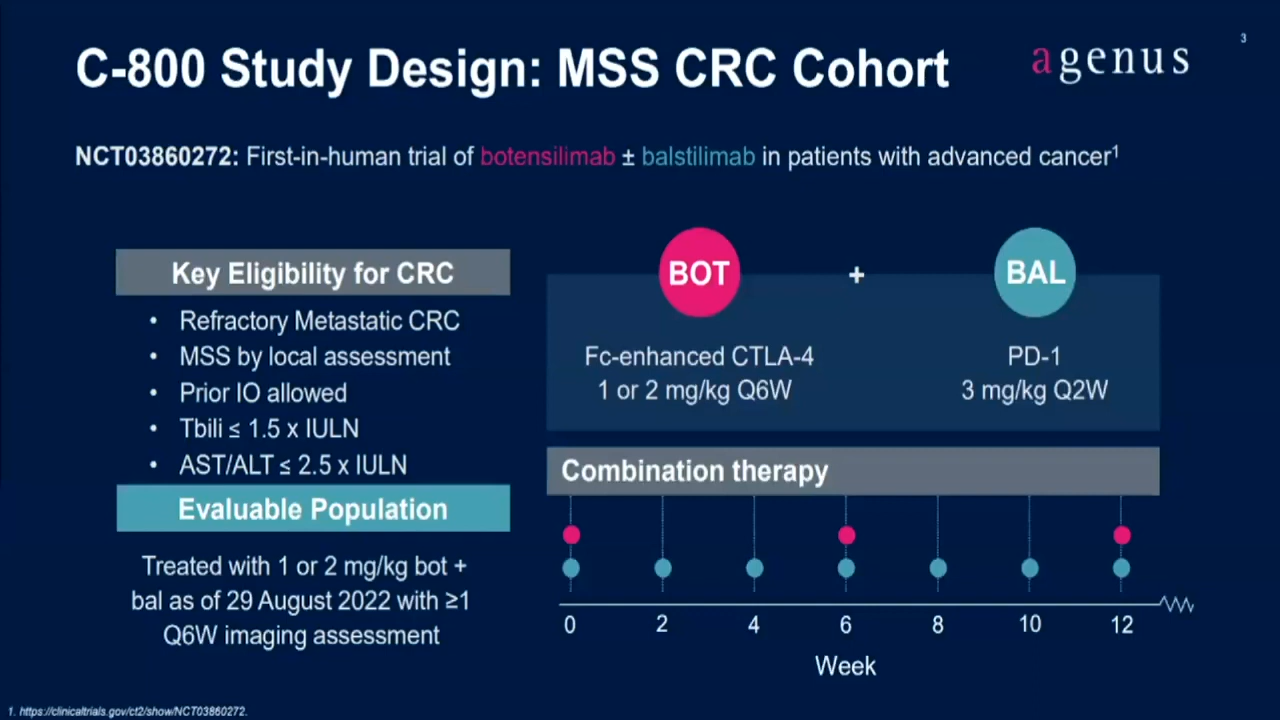 3
C-800 Study Design: MSS CRC Cohort
agenus
NCT03860272: First-in-human trial of botensilimab ± balstilimab in patients with advanced cancer¹
Key Eligibility for CRC
• Refractory Metastatic CRC
• MSS by local assessment
• Prior IO allowed
• Tbili ≤ 1.5 x IULN
• AST/ALT ≤ 2.5 x IULN
Evaluable Population
Treated with 1 or 2 mg/kg bot +
bal as of 29 August 2022 with ≥1
Q6W imaging assessment
BOT + BAL
Fc-enhanced CTLA-4
1 or 2 mg/kg Q6W
PD-1
3 mg/kg Q2W
Combination therapy
0 2 4 6 8 10 12
Week
1. https://clinicaltrials.gov/ct2/show/NCT03860272.